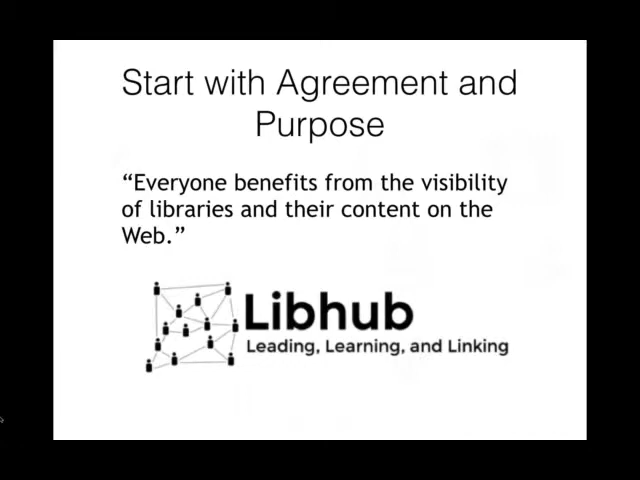 Start with Agreement and
Purpose
“Everyone benefits from the visibility
of libraries and their content on the
Web.”
Libhub
Leading, Learning, and Linking